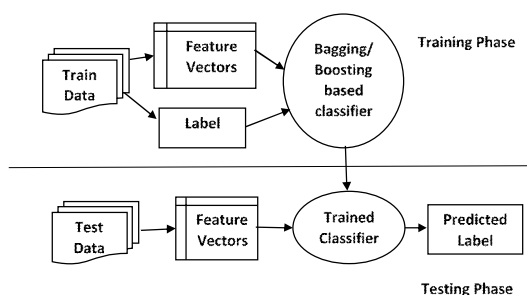 Feature
Vectors
Bagging/
Boosting
based
classifier
Training Phase
Train
Data
Label
Test
Data
Feature
Vectors
Trained
Classifier
Predicted
Label
Testing Phase